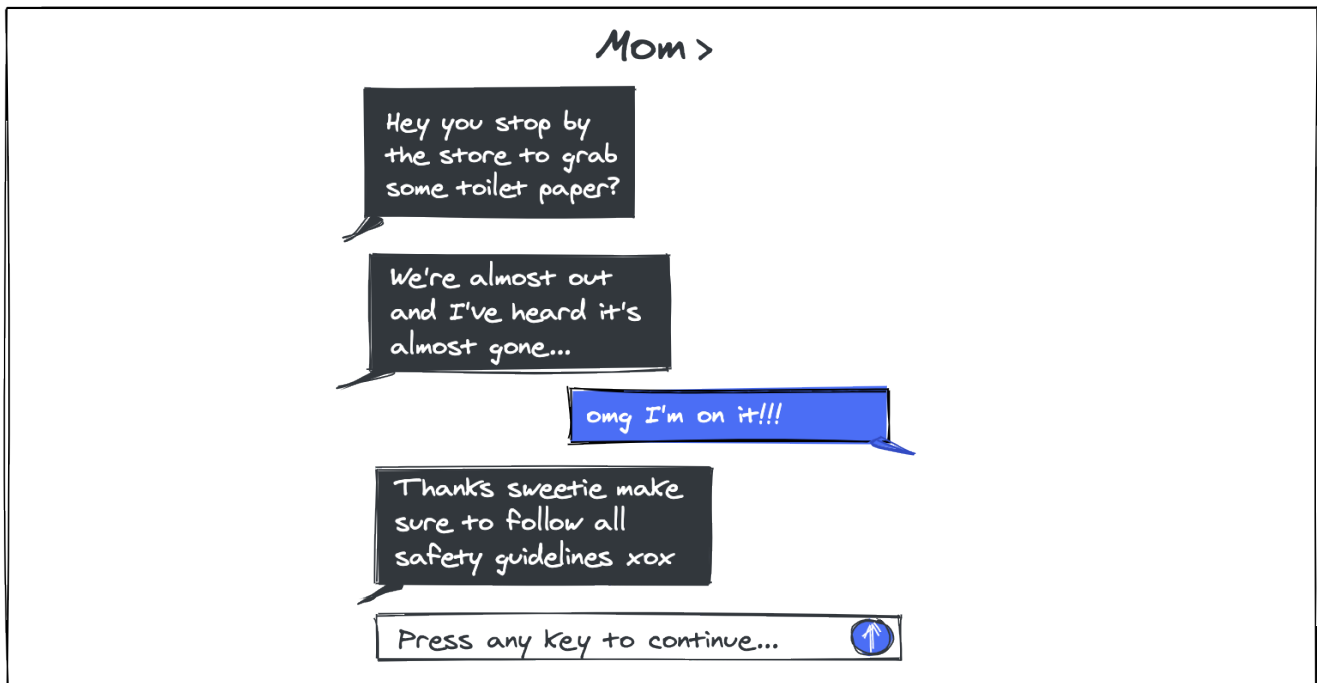 Mom >
Hey you stop by
the store to grab
some toilet paper?
We're almost out
and I've heard it's
almost gone...
omg I'm on it!!!
Thanks sweetie make
sure to follow all
safety guidelines xox
Press any key to continue...